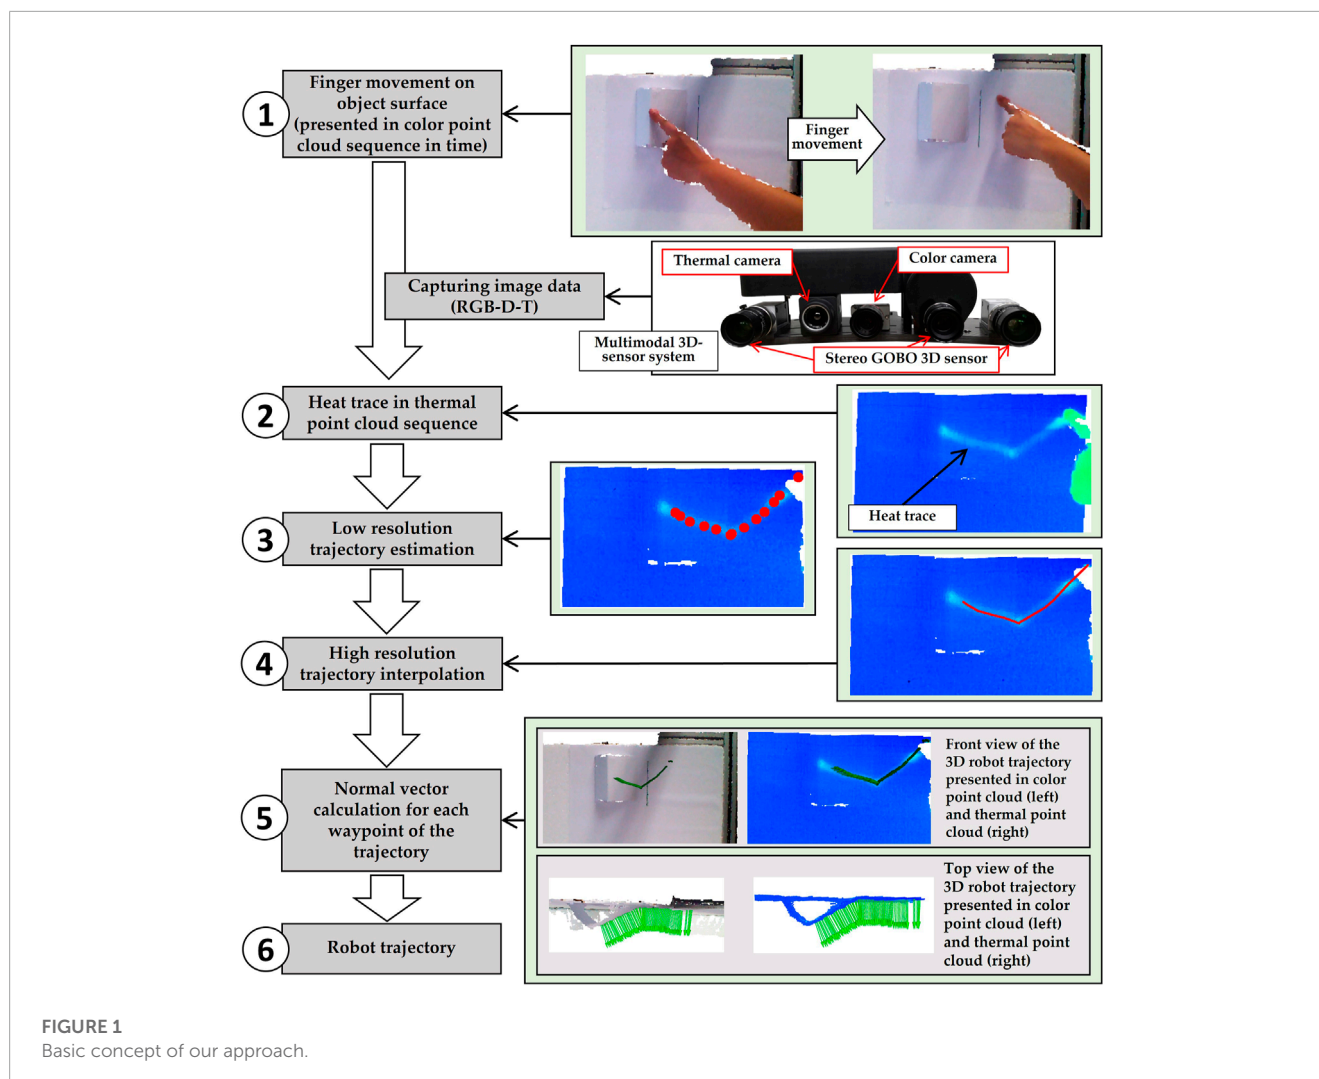 1
Finger movement on
object surface
(presented in color point
cloud sequence in time)
Finger
movement
Capturing image data
(RGB-D-T)
Thermal camera
Color camera
Multimodal 3D-
sensor system
Stereo GOBO 3D sensor
2
Heat trace in thermal
point cloud sequence
Heat trace
3
Low resolution
trajectory estimation
4
High resolution
trajectory interpolation
5
Normal vector
calculation for each
waypoint of the
trajectory
Front view of the
3D robot trajectory
presented in color
point cloud (left)
and thermal point
cloud (right)
Top view of the
3D robot trajectory
presented in color
point cloud (left)
and thermal point
cloud (right)
6
Robot trajectory
FIGURE 1
Basic concept of our approach.